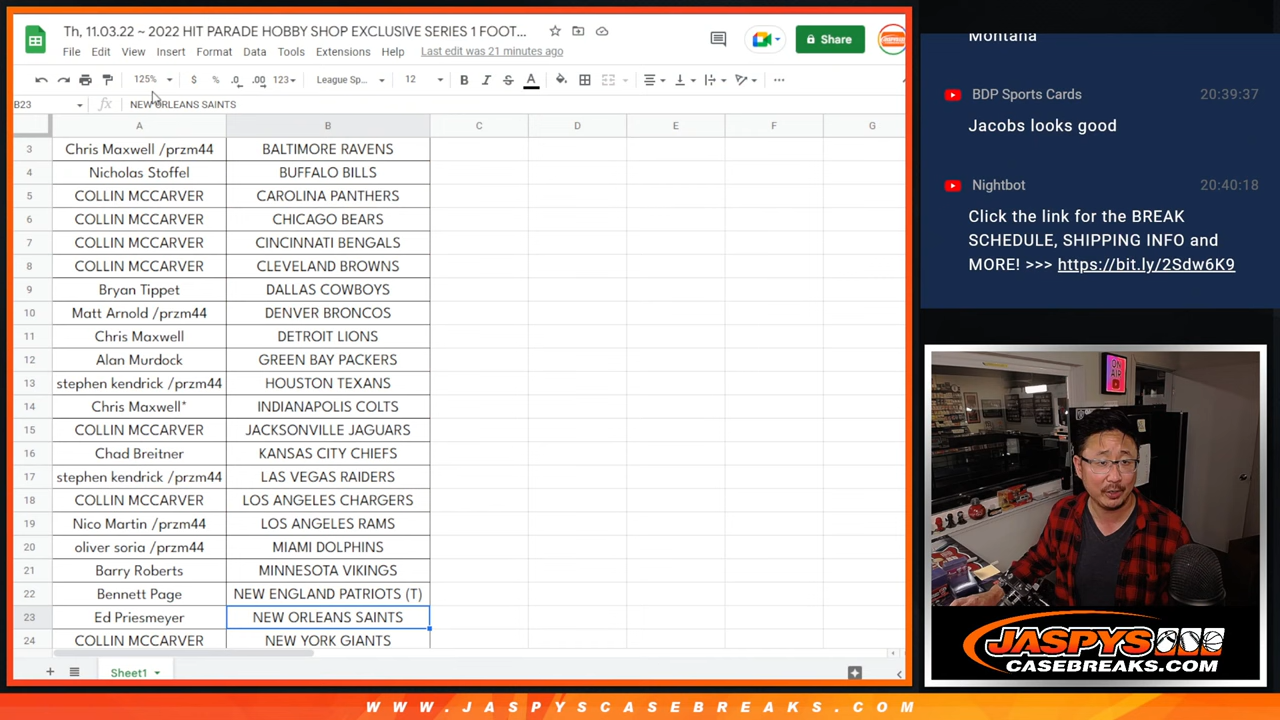 Th, 11.03.22 ~ 2022 HIT PARADE HOBBY SHOP EXCLUSIVE SERIES 1 FOOT...
Share
File Edit View Insert Format Data Tools Extensions Help Last edit was 21 minutes ago
125% $ % .0 .00 123 League Sp... 12 B I S A
B23 fx NEW ORLEANS SAINTS
A B C D E F G
3 Chris Maxwell /przm44 BALTIMORE RAVENS
4 Nicholas Stoffel BUFFALO BILLS
5 COLLIN MCCARVER CAROLINA PANTHERS
6 COLLIN MCCARVER CHICAGO BEARS
7 COLLIN MCCARVER CINCINNATI BENGALS
8 COLLIN MCCARVER CLEVELAND BROWNS
9 Bryan Tippet DALLAS COWBOYS
10 Matt Arnold /przm44 DENVER BRONCOS
11 Chris Maxwell DETROIT LIONS
12 Alan Murdock GREEN BAY PACKERS
13 stephen kendrick /przm44 HOUSTON TEXANS
14 Chris Maxwell* INDIANAPOLIS COLTS
15 COLLIN MCCARVER JACKSONVILLE JAGUARS
16 Chad Breitner KANSAS CITY CHIEFS
17 stephen kendrick /przm44 LAS VEGAS RAIDERS
18 COLLIN MCCARVER LOS ANGELES CHARGERS
19 Nico Martin /przm44 LOS ANGELES RAMS
20 oliver soria /przm44 MIAMI DOLPHINS
21 Barry Roberts MINNESOTA VIKINGS
22 Bennett Page NEW ENGLAND PATRIOTS (T)
23 Ed Priesmeyer NEW ORLEANS SAINTS
24 COLLIN MCCARVER NEW YORK GIANTS
Sheet1
Montana
BDP Sports Cards 20:39:37
Jacobs looks good
Nightbot 20:40:18
Click the link for the BREAK
SCHEDULE, SHIPPING INFO and
MORE! >>> https://bit.ly/2Sdw6K9
ON
AIR
JASPYS
CASEBREAKS.COM
WWW.JASPYSCASEBREAKS.COM